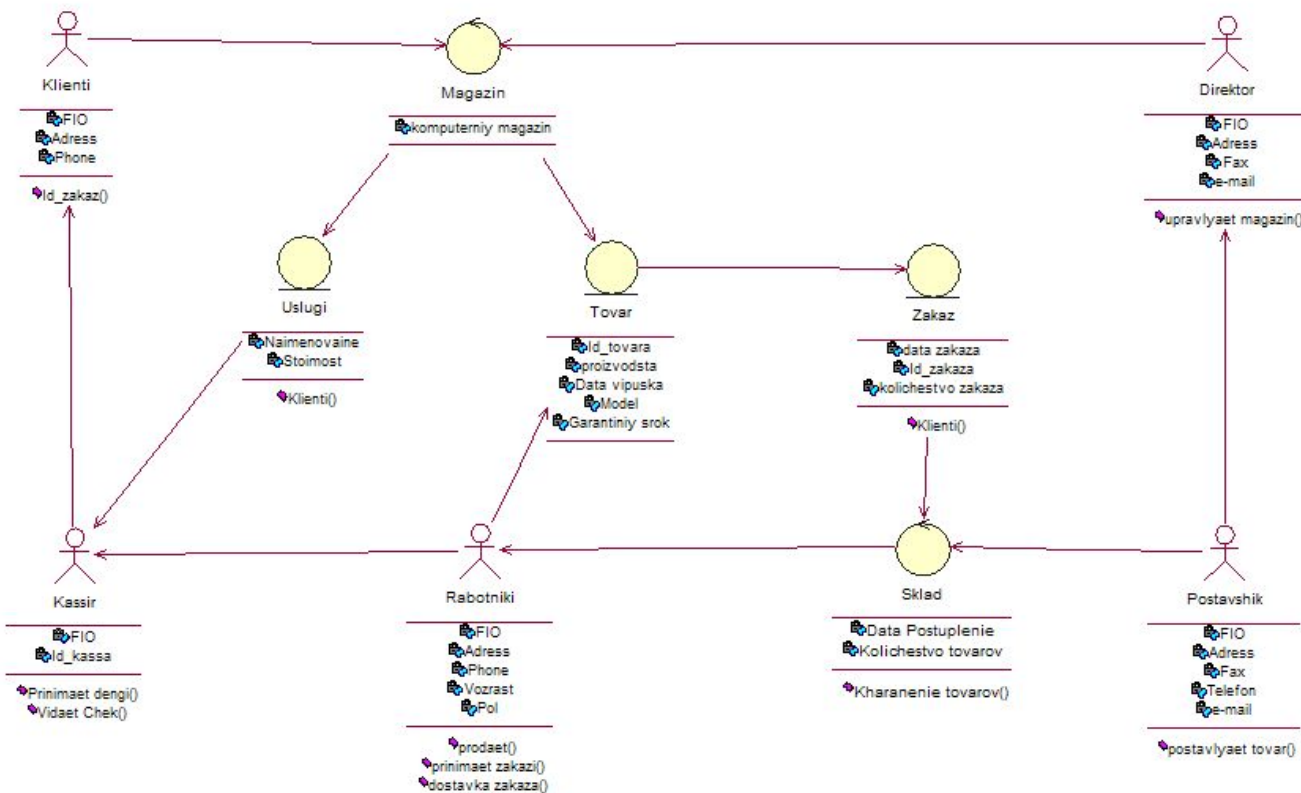 Klienti
FIO
Adress
Phone
Id_zakaz()
Magazin
komputerniy magazin
Direktor
FIO
Adress
Fax
e-mail
upravlyaet magazin()
Uslugi
Naimenovaine
Stoimost
Klienti()
Tovar
Id_tovara
proizvodsta
Data vipuska
Model
Garantiniy srok
Zakaz
data zakaza
Id_zakaza
kolichestvo zakaza
Klienti()
Kassir
FIO
Id_kassa
Prinimaet dengi()
Vidaet Chek()
Rabotniki
FIO
Adress
Phone
Vozrast
Pol
prodaet()
prinimaet zakazi()
dostavka zakaza()
Sklad
Data Postuplenie
Kolichestvo tovarov
Kharanenie tovarov()
Postavshik
FIO
Adress
Fax
Telefon
e-mail
postavlyaet tovar()